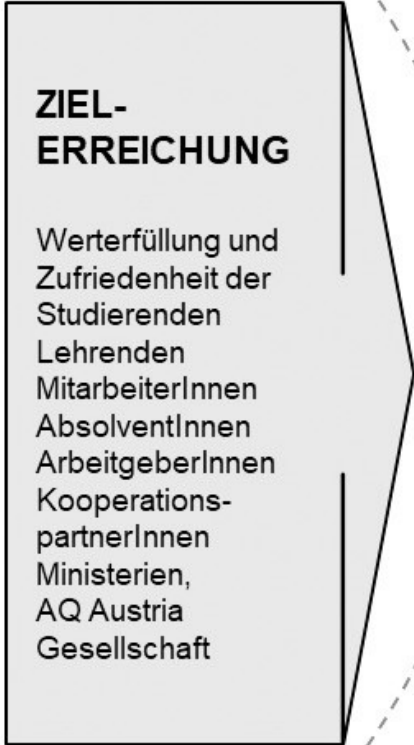 ZIEL-
ERREICHUNG
Werterfüllung und
Zufriedenheit der
Studierenden
Lehrenden
MitarbeiterInnen
AbsolventInnen
ArbeitgeberInnen
Kooperations-
partnerInnen
Ministerien,
AQ Austria
Gesellschaft